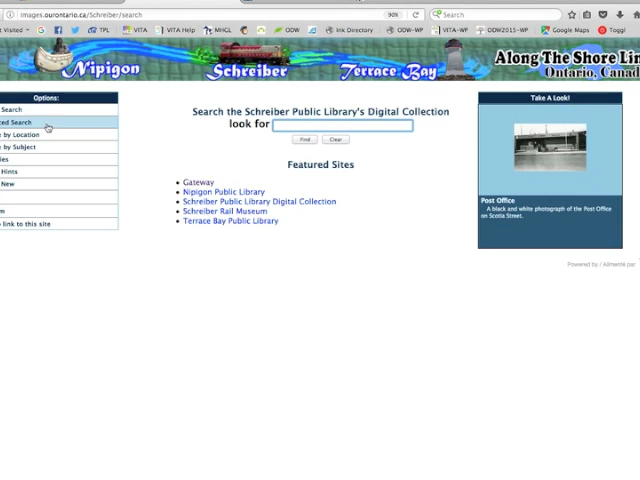 images.ourontario.ca/Schreiber/search
90%
Search
Visited
TPL
VITA
VITA Help
MHGL
ODW
Ink Directory
ODW-WP
VITA-WP
ODW2015-WP
Google Maps
Toggl
Nipigon
Schreiber
Terrace Bay
Along The Shore
Ontario, Canad
Options:
Search
ced Search
e by Location
e by Subject
ies
Hints
New
m
link to this site
Search the Schreiber Public Library's Digital Collection
look for
Find
Clear
Featured Sites
Gateway
Nipigon Public Library
Schreiber Public Library Digital Collection
Schreiber Rail Museum
Terrace Bay Public Library
Take A Look!
Post Office
A black and white photograph of the Post Office
on Scotia Street.
Powered by / Alimenté par